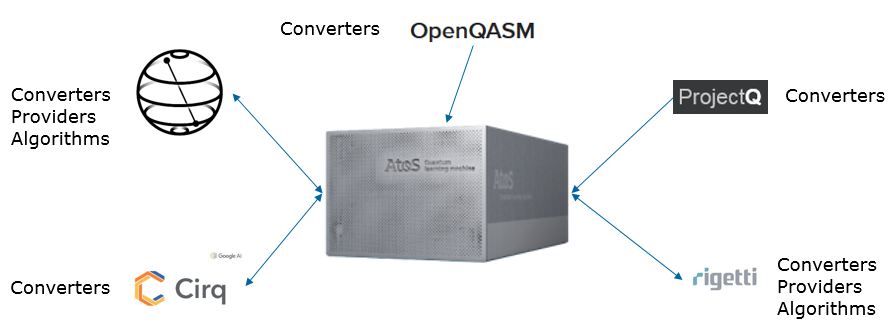 Converters
OpenQASM
Converters
Providers
Algorithms
ProjectQ
Converters
Atos Quantum
learning machine
Atos
Google AI
Converters
Cirq
rigetti
Converters
Providers
Algorithms